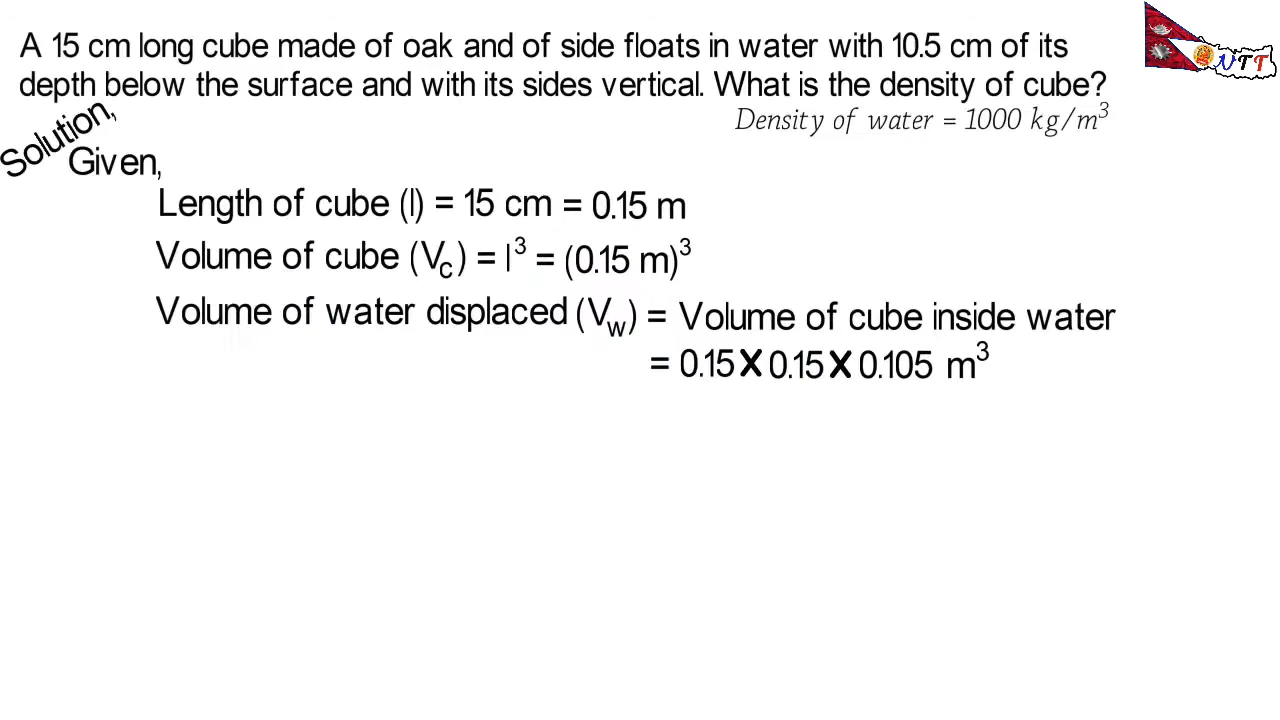 A 15 cm long cube made of oak and of side floats in water with 10.5 cm of its
depth below the surface and with its sides vertical. What is the density of cube?
Density of water = 1000 kg/m³
Solution,
Given,
Length of cube (l) = 15 cm = 0.15 m
Volume of cube (V_c) = l³ = (0.15 m)³
Volume of water displaced (V_w) = Volume of cube inside water
= 0.15 X 0.15 X 0.105 m³
NTT